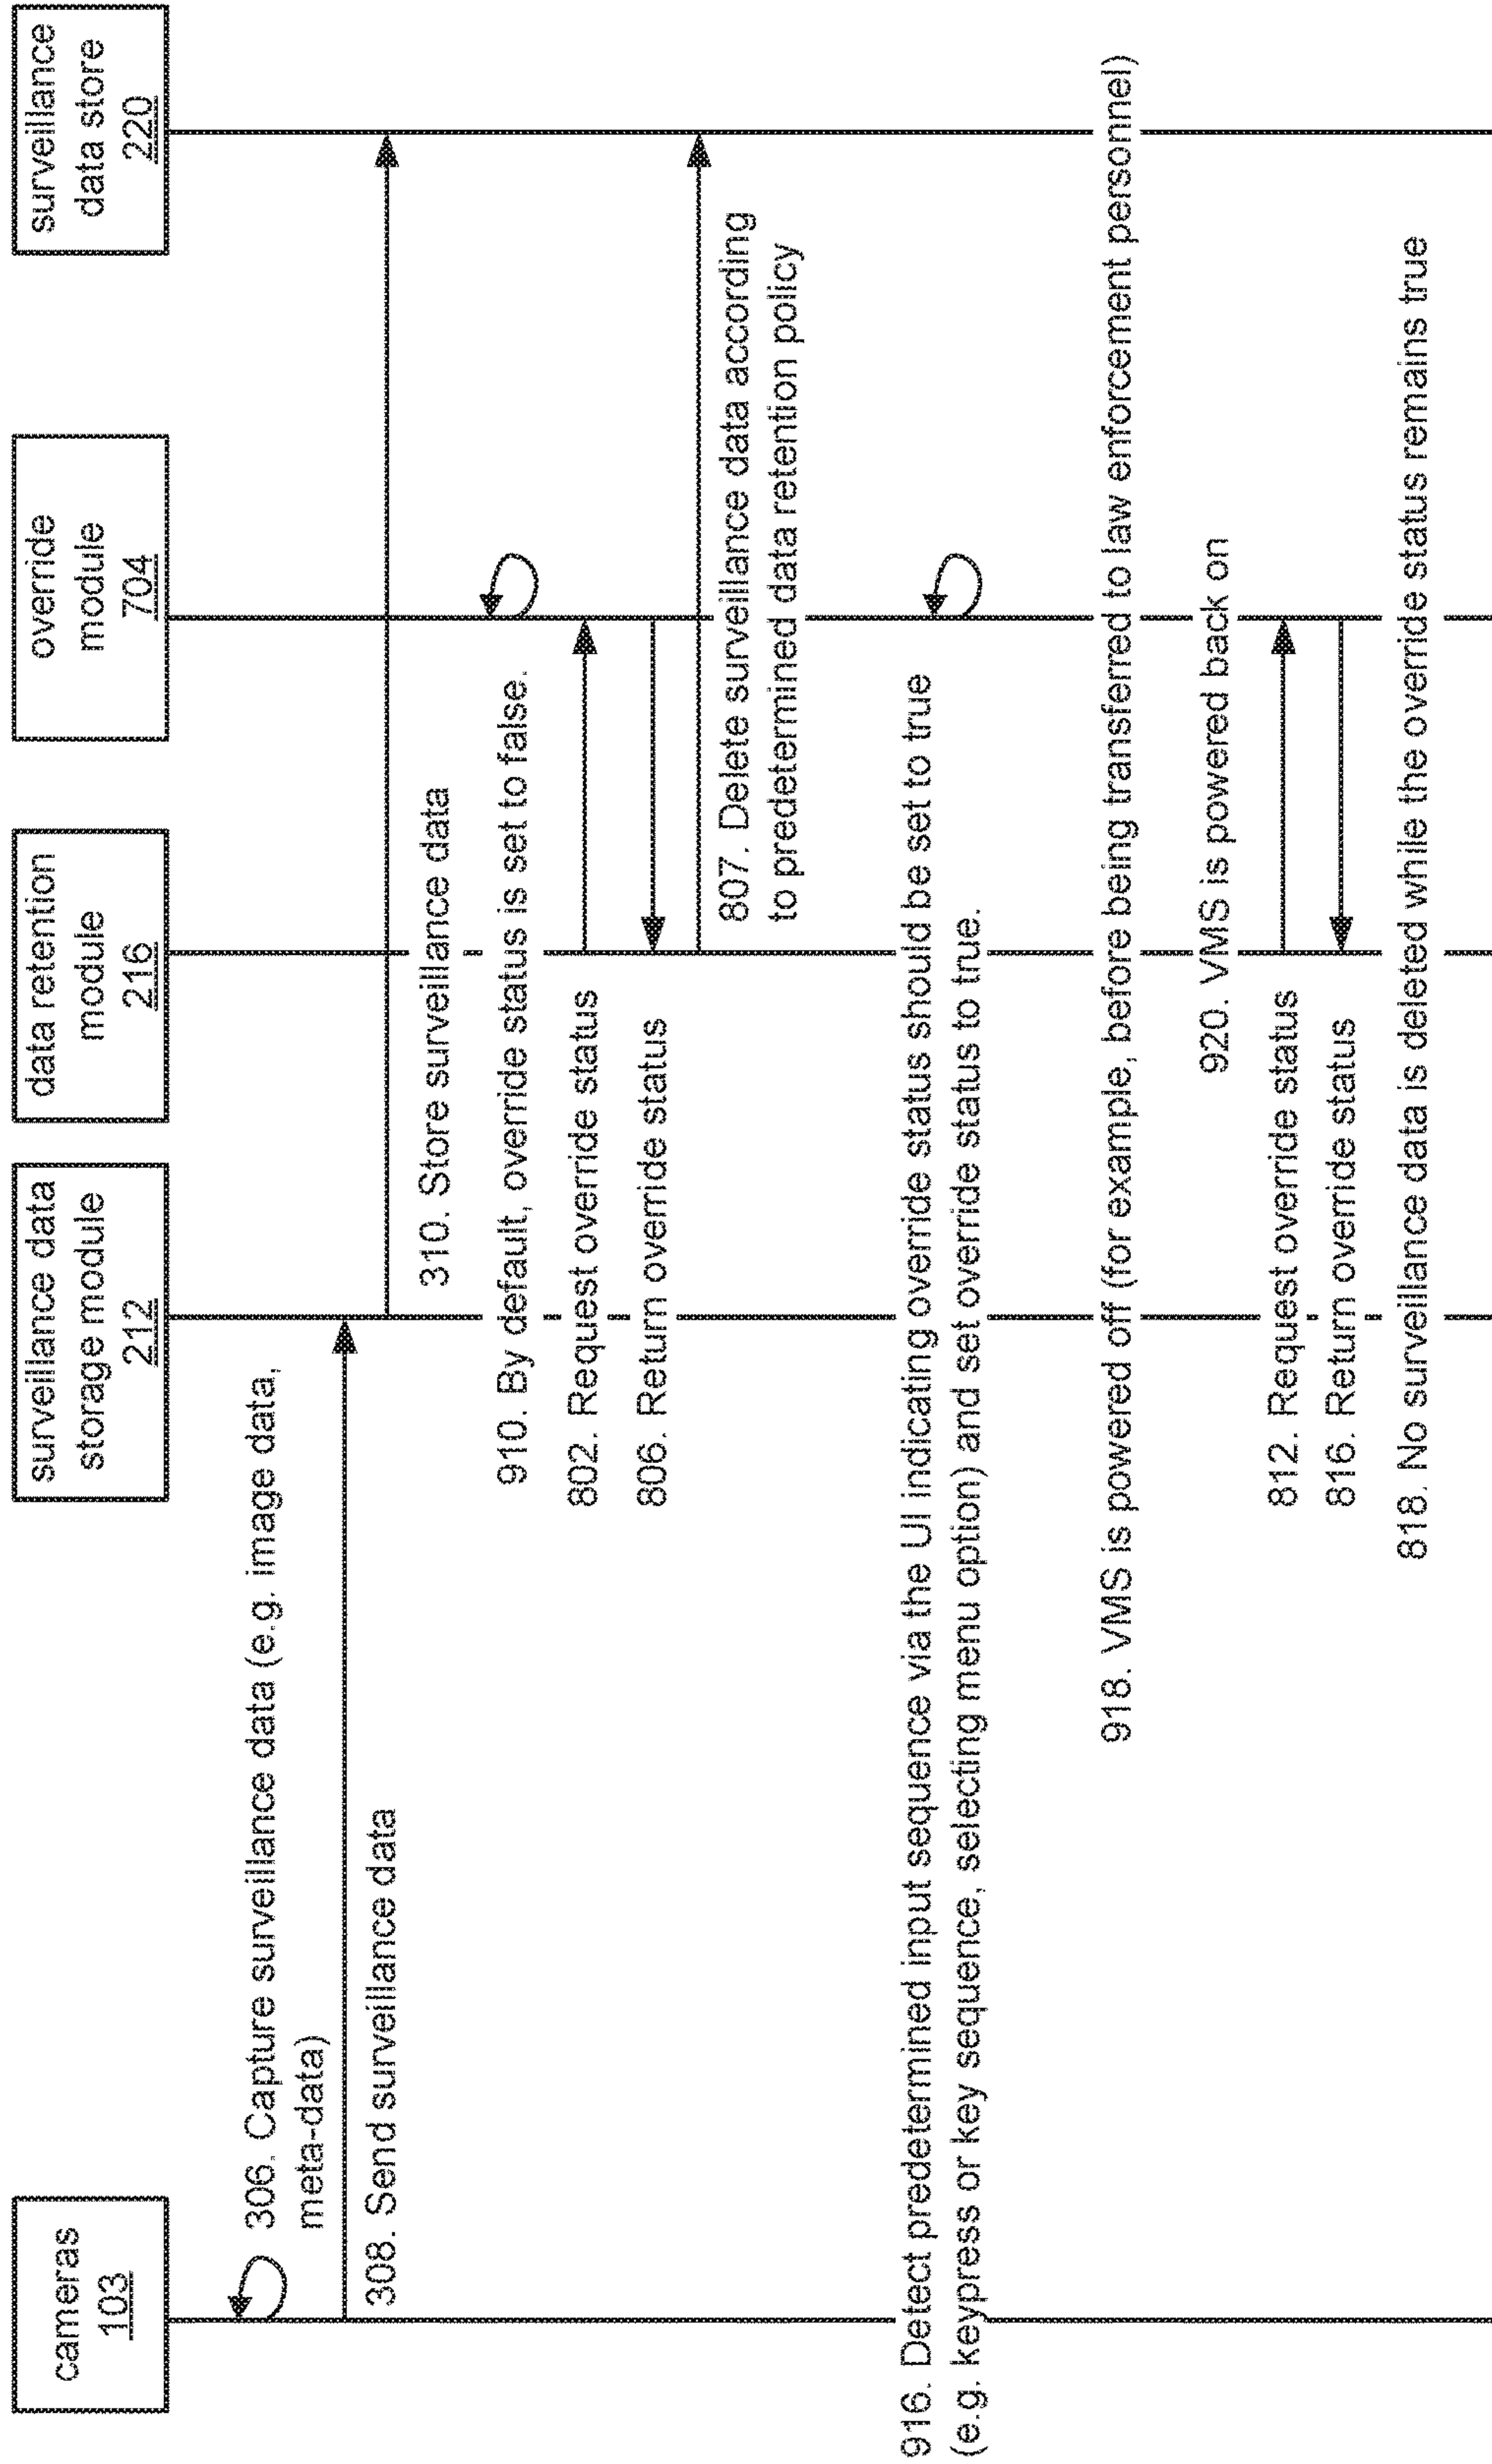 cameras
103
surveillance data
storage module
212
data retention
module
216
override
module
704
surveillance
data store
220
306. Capture surveillance data (e.g. image data,
meta-data)
308. Send surveillance data
310. Store surveillance data
910. By default, override status is set to false.
802. Request override status
806. Return override status
807. Delete surveillance data according
to predetermined data retention policy
916. Detect predetermined input sequence via the UI indicating override status should be set to true
(e.g. keypress or key sequence, selecting menu option) and set override status to true.
918. VMS is powered off (for example, before being transferred to law enforcement personnel)
920. VMS is powered back on
812. Request override status
816. Return override status
818. No surveillance data is deleted while the override status remains true